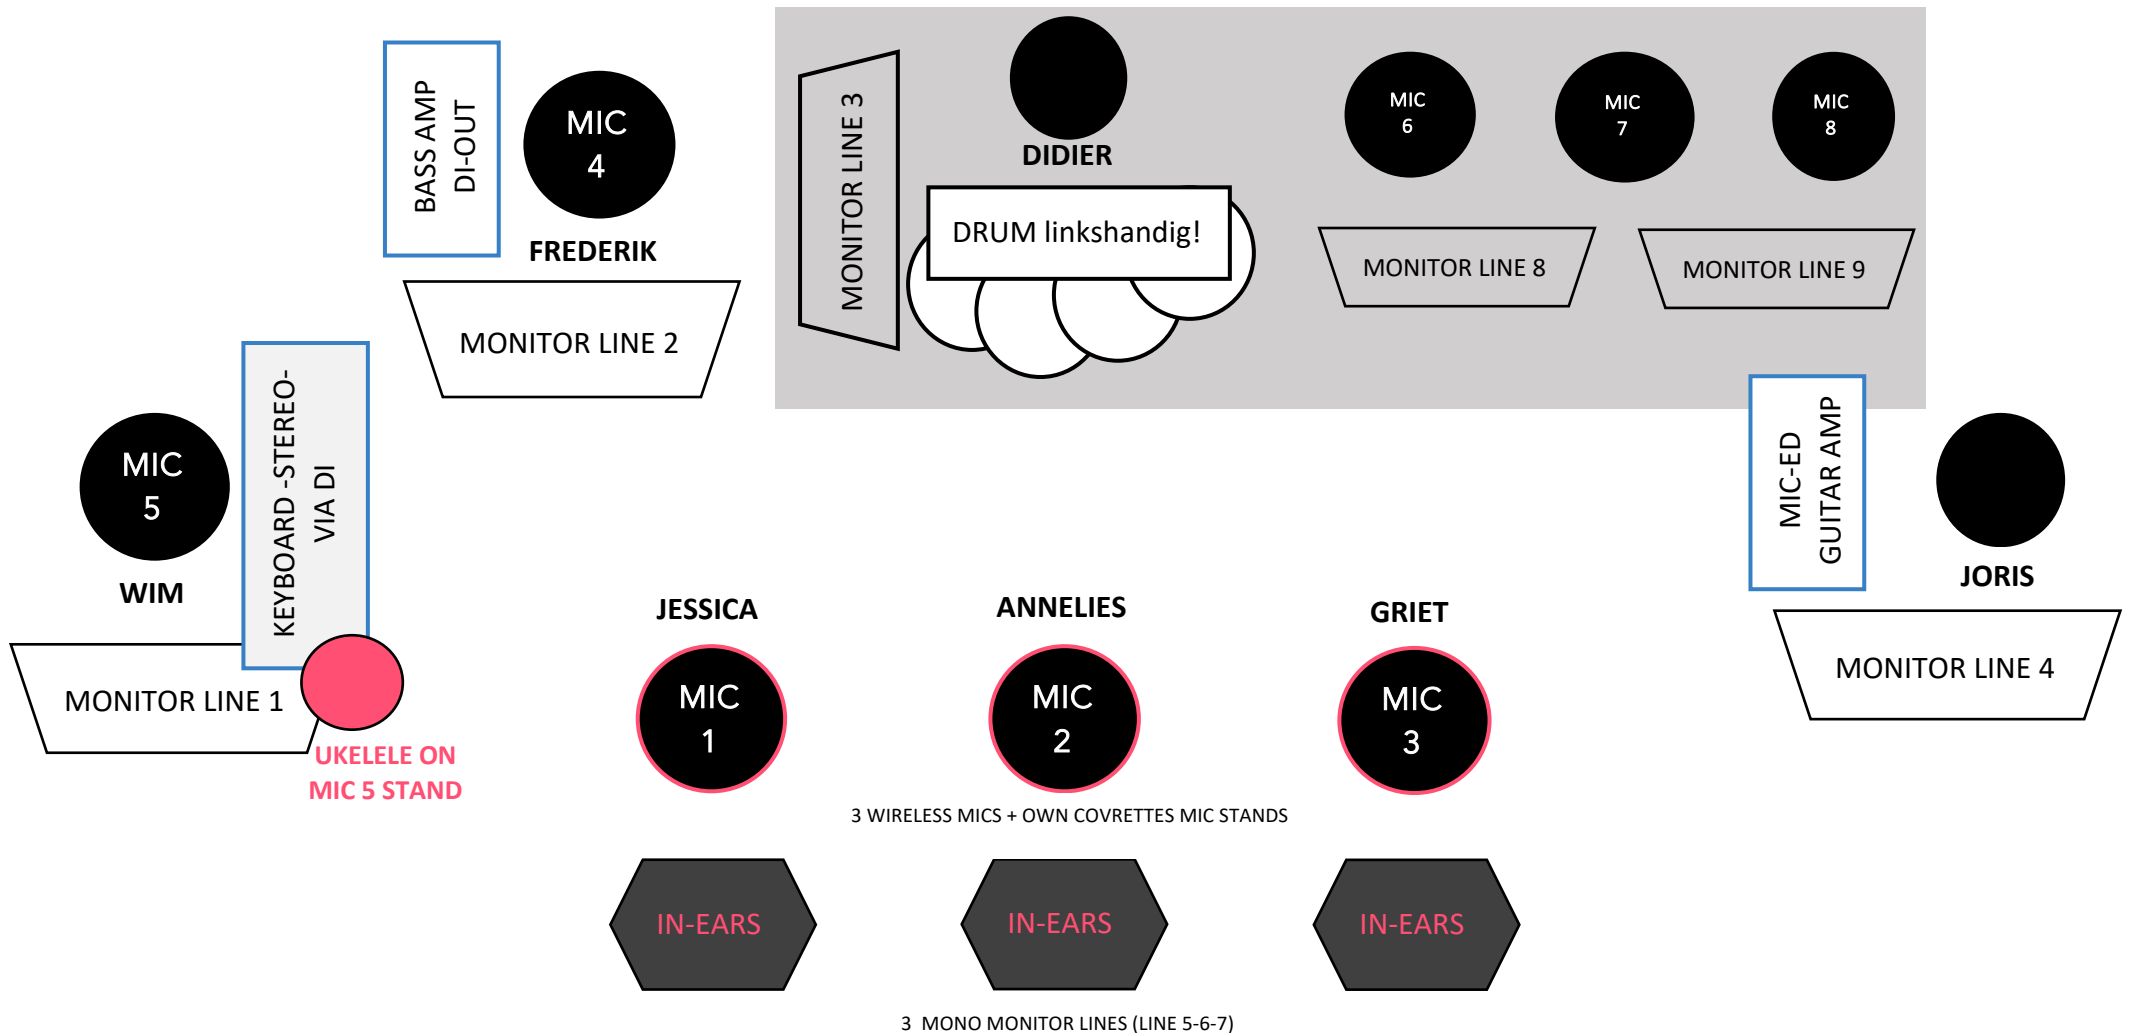 BASS AMP
DI-OUT
MIC
4
FREDERIK
MONITOR LINE 2
MONITOR LINE 3
DIDIER
DRUM linkshandig!
MIC
6
MIC
7
MIC
8
MONITOR LINE 8
MONITOR LINE 9
MIC
5
WIM
KEYBOARD -STEREO-
VIA DI
MONITOR LINE 1
UKELELE ON
MIC 5 STAND
MIC-ED
GUITAR AMP
JORIS
MONITOR LINE 4
JESSICA
ANNELIES
GRIET
MIC
1
MIC
2
MIC
3
3 WIRELESS MICS + OWN COVRETTES MIC STANDS
IN-EARS
IN-EARS
IN-EARS
3 MONO MONITOR LINES (LINE 5-6-7)